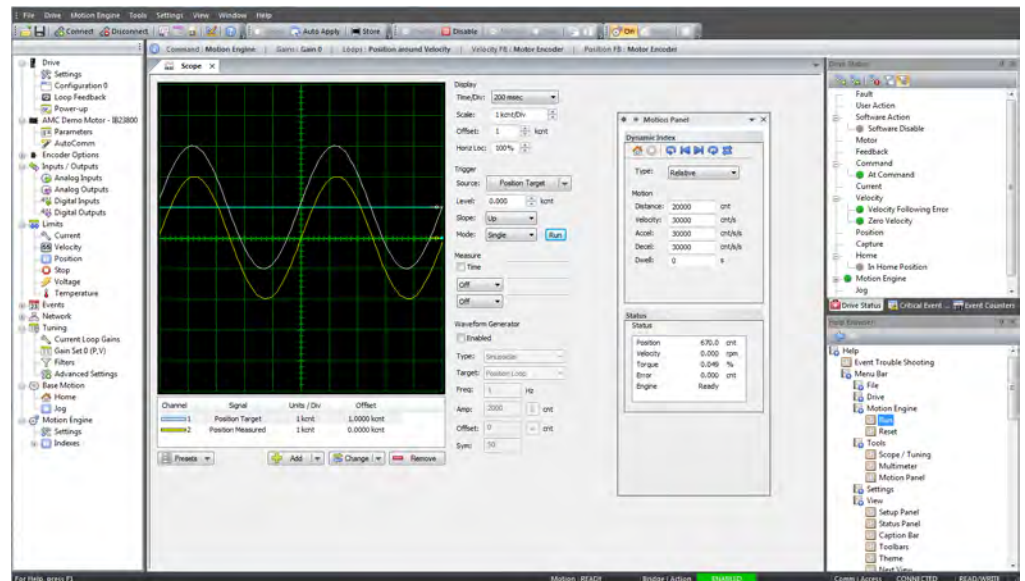 File Drive Motion Engine Tools Settings View Window Help
Connect Disconnect Auto Apply Store Disable On
Command : Motion Engine | Gains : Gain 0 | Loops : Position around Velocity | Velocity FB : Motor Encoder | Position FB : Motor Encoder
Drive
Settings
Configuration 0
Loop Feedback
Power-up
AMC Demo Motor - IB23800
Parameters
AutoComm
Encoder Options
Inputs / Outputs
Analog Inputs
Analog Outputs
Digital Inputs
Digital Outputs
Limits
Current
Velocity
Position
Stop
Voltage
Temperature
Events
Network
Tuning
Current Loop Gains
Gain Set 0 (P,V)
Filters
Advanced Settings
Base Motion
Home
Jog
Motion Engine
Settings
Indexes
Scope
Channel Signal Units / Div Offset
1 Position Target 1 kcnt 1.0000 kcnt
2 Position Measured 1 kcnt 0.0000 kcnt
Presets Add Change Remove
Display
Time/Div: 200 msec
Scale: 1 kcnt/Div
Offset: 1 kcnt
Horiz Loc: 100%
Trigger
Source: Position Target
Level: 0.000 kcnt
Slope: Up
Mode: Single Run
Measure
Time
Off
Off
Waveform Generator
Enabled
Type: Sinusoidal
Target: Position Loop
Freq: 1 Hz
Amp: 2000 cnt
Offset: 0 cnt
Sym: 50
Motion Panel
Dynamic Index
Type: Relative
Motion
Distance: 20000 cnt
Velocity: 30000 cnt/s
Accel: 30000 cnt/s/s
Decel: 30000 cnt/s/s
Dwell: 0 s
Status
Status
Position 670.0 cnt
Velocity 0.000 rpm
Torque 0.049 %
Error 0.000 cnt
Engine Ready
Drive Status
Fault
User Action
Software Action
Software Disable
Motor
Feedback
Command
At Command
Current
Velocity
Velocity Following Error
Zero Velocity
Position
Capture
Home
In Home Position
Motion Engine
Jog
Drive Status Critical Event ... Event Counters
Help Browser
Help
Event Trouble Shooting
Menu Bar
File
Drive
Motion Engine
Run
Reset
Tools
Scope / Tuning
Multimeter
Motion Panel
Settings
View
Setup Panel
Status Panel
Caption Bar
Toolbars
Theme
Next View
For Help, press F1 Motion : READY Bridge : Action ENABLED Comm : Access CONNECTED READ/WRITE